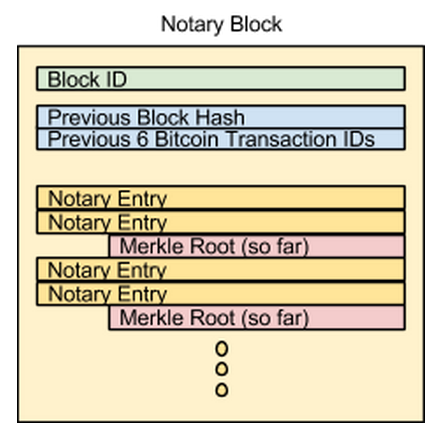 Notary Block
Block ID
Previous Block Hash
Previous 6 Bitcoin Transaction IDs
Notary Entry
Notary Entry
Merkle Root (so far)
Notary Entry
Notary Entry
Merkle Root (so far)